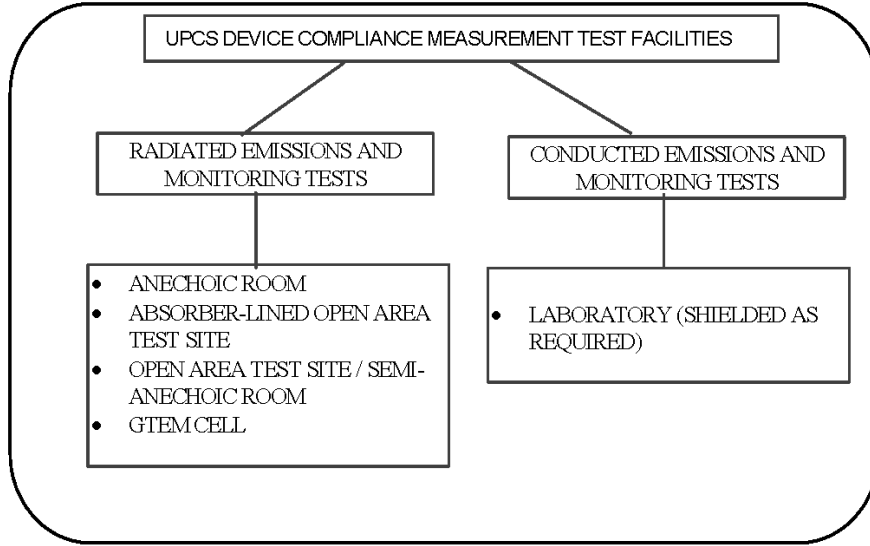 UPCS DEVICE COMPLIANCE MEASUREMENT TEST FACILITIES
RADIATED EMISSIONS AND
MONITORING TESTS
CONDUCTED EMISSIONS AND
MONITORING TESTS
• ANECHOIC ROOM
• ABSORBER-LINED OPEN AREA
TEST SITE
• OPEN AREA TEST SITE / SEMI-
ANECHOIC ROOM
• GTEM CELL
• LABORATORY (SHIELDED AS
REQUIRED)